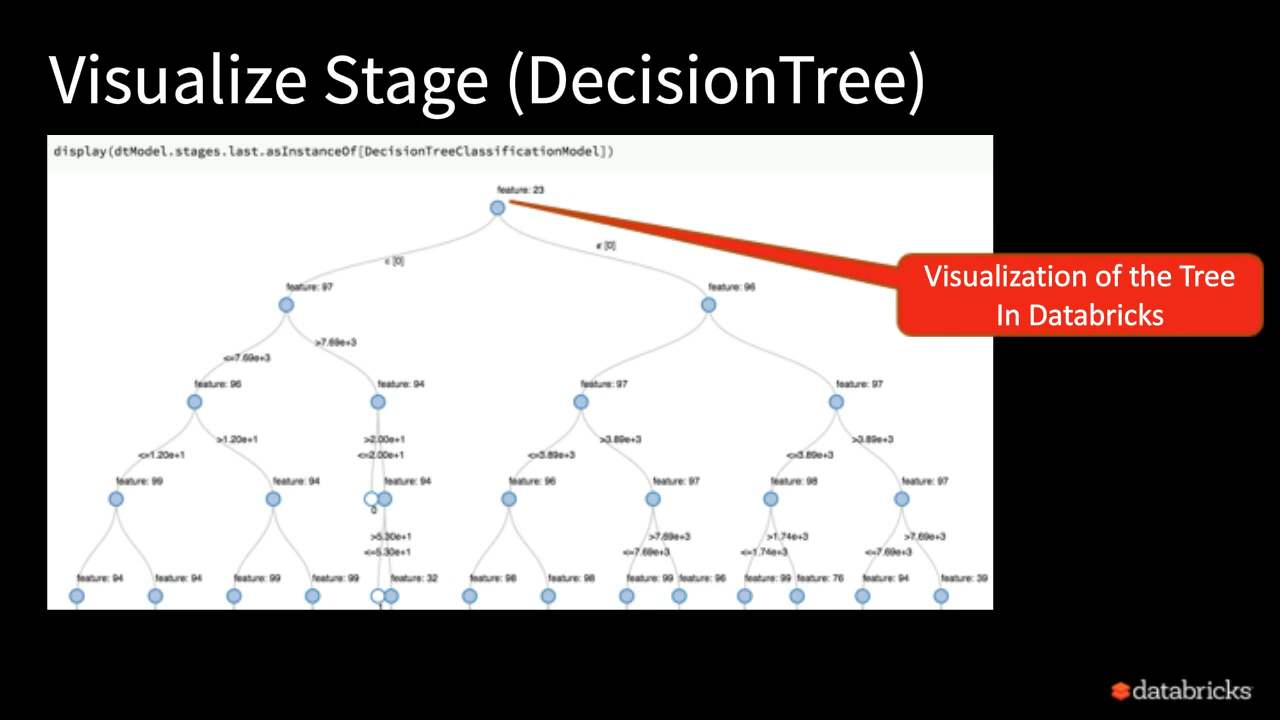 Visualize Stage (DecisionTree)
display(dtModel.stages.last.asInstanceOf[DecisionTreeClassificationModel])
feature: 23
∈ [0]
∉ [0]
Visualization of the Tree
In Databricks
feature: 97
feature: 96
<=7.69e+3
>7.69e+3
feature: 96
feature: 94
feature: 97
feature: 97
<=1.20e+1
>1.20e+1
>2.00e+1
<=2.00e+1
<=3.89e+3
>3.89e+3
<=3.89e+3
>3.89e+3
feature: 99
feature: 94
feature: 94
feature: 96
feature: 97
feature: 98
feature: 97
0
>5.30e+1
<=5.30e+1
>7.69e+3
<=7.69e+3
>1.74e+3
<=1.74e+3
>7.69e+3
<=7.69e+3
feature: 94
feature: 94
feature: 99
feature: 99
feature: 32
feature: 98
feature: 98
feature: 99
feature: 96
feature: 99
feature: 76
feature: 94
feature: 39
databricks